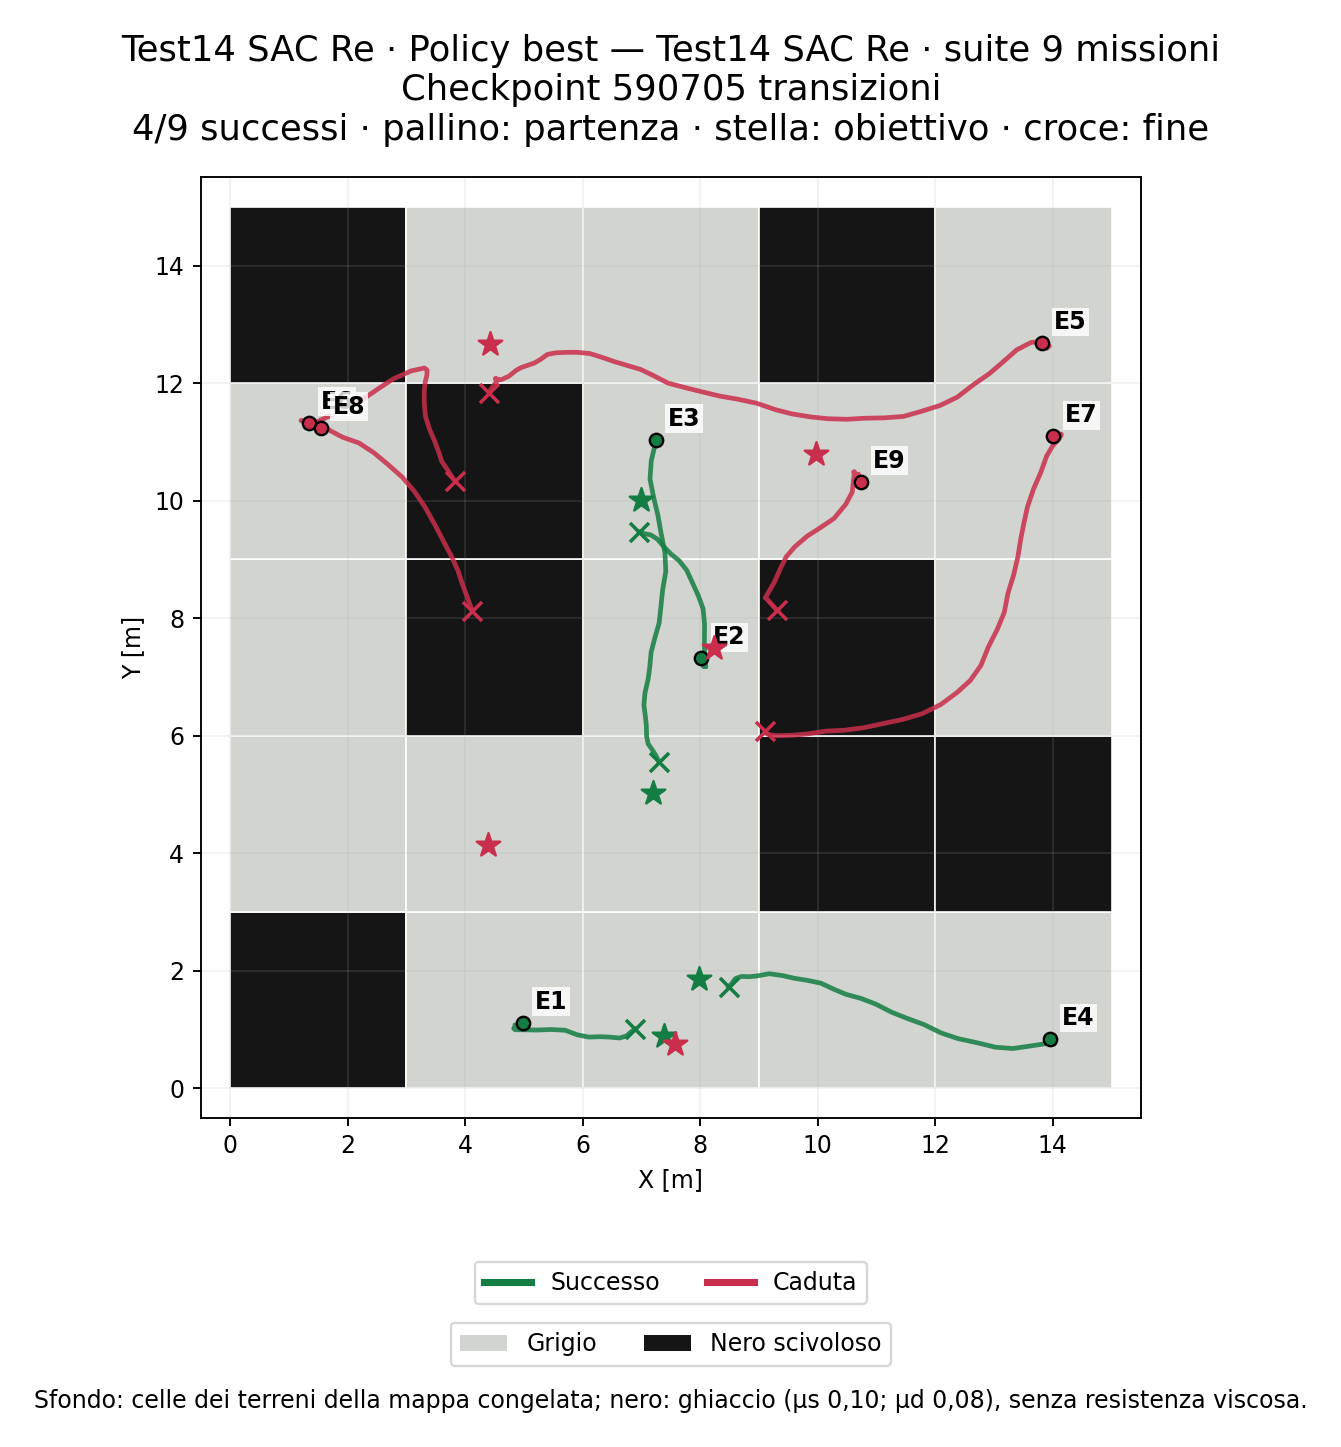 Test14 SAC Re · Policy best — Test14 SAC Re · suite 9 missioni
Checkpoint 590705 transizioni
4/9 successi · pallino: partenza · stella: obiettivo · croce: fine
14
12
10
8
6
4
2
0
Y [m]
E5
E8
E3
E7
E9
E2
E1
E4
0 2 4 6 8 10 12 14
X [m]
Successo Caduta
Grigio Nero scivoloso
Sfondo: celle dei terreni della mappa congelata; nero: ghiaccio (μs 0,10; μd 0,08), senza resistenza viscosa.